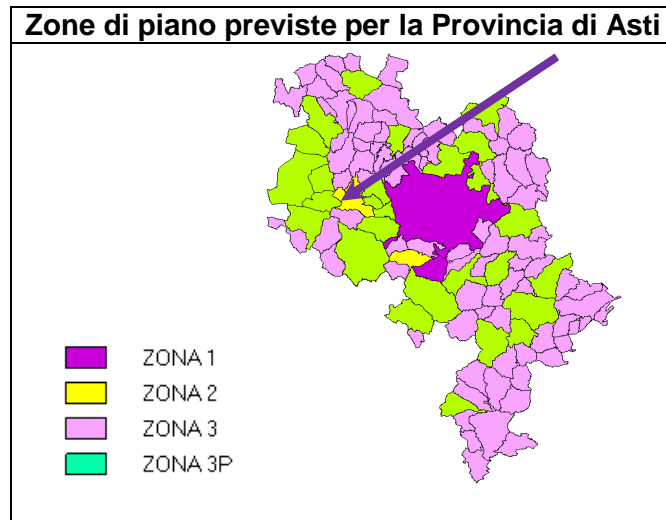 Zone di piano previste per la Provincia di Asti
ZONA 1
ZONA 2
ZONA 3
ZONA 3P